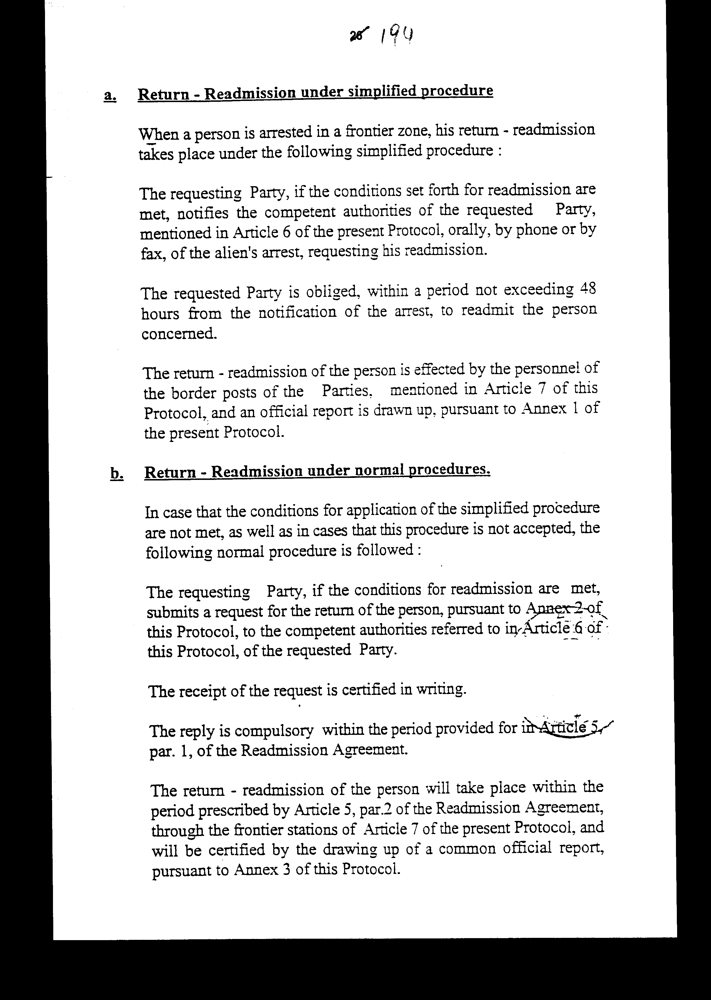 26 194
a. Return - Readmission under simplified procedure
When a person is arrested in a frontier zone, his return - readmission
takes place under the following simplified procedure :
The requesting Party, if the conditions set forth for readmission are
met, notifies the competent authorities of the requested Party,
mentioned in Article 6 of the present Protocol, orally, by phone or by
fax, of the alien's arrest, requesting his readmission.
The requested Party is obliged, within a period not exceeding 48
hours from the notification of the arrest, to readmit the person
concerned.
The return - readmission of the person is effected by the personnel of
the border posts of the Parties, mentioned in Article 7 of this
Protocol, and an official report is drawn up, pursuant to Annex 1 of
the present Protocol.
b. Return - Readmission under normal procedures.
In case that the conditions for application of the simplified procedure
are not met, as well as in cases that this procedure is not accepted, the
following normal procedure is followed :
The requesting Party, if the conditions for readmission are met,
submits a request for the return of the person, pursuant to Annex 2 of
this Protocol, to the competent authorities referred to in Article 6 of
this Protocol, of the requested Party.
The receipt of the request is certified in writing.
The reply is compulsory within the period provided for in Article 5,
par. 1, of the Readmission Agreement.
The return - readmission of the person will take place within the
period prescribed by Article 5, par.2 of the Readmission Agreement,
through the frontier stations of Article 7 of the present Protocol, and
will be certified by the drawing up of a common official report,
pursuant to Annex 3 of this Protocol.